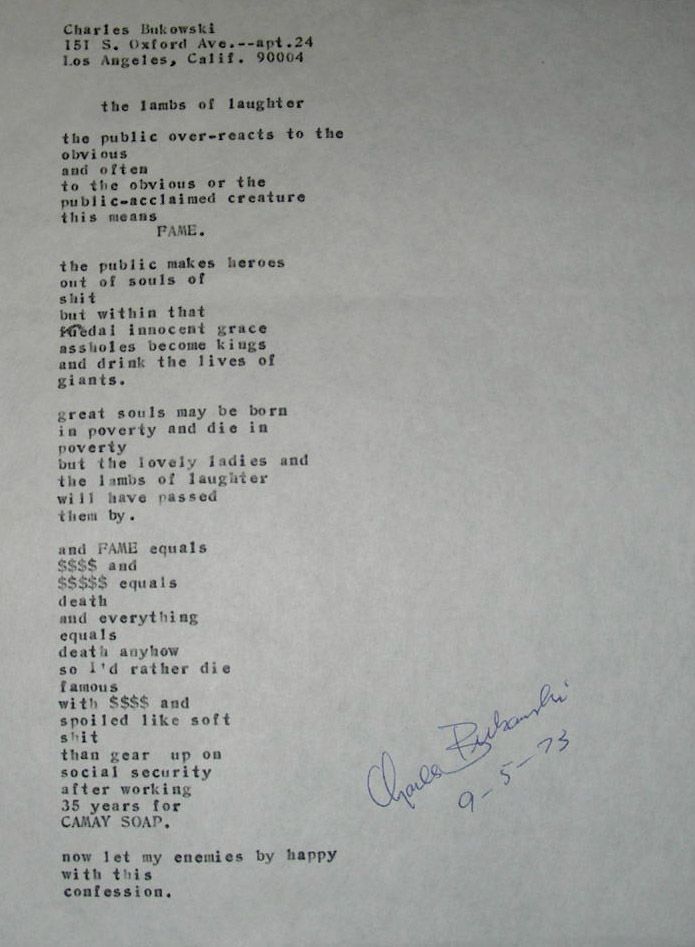 Charles Bukowski
151 S. Oxford Ave.--apt.24
Los Angeles, Calif. 90004
the lambs of laughter
the public over-reacts to the
obvious
and often
to the obvious or the
public-acclaimed creature
this means
FAME.
the public makes heroes
out of souls of
shit
but within that
innocent grace
assholes become kings
and drink the lives of
giants.
great souls may be born
in poverty and die in
poverty
but the lovely ladies and
the lambs of laughter
will have passed
them by.
and FAME equals
$$$$ and
$$$$$ equals
death
and everything
equals
death anyhow
so I'd rather die
famous
with $$$$ and
spoiled like soft
shit
than gear up on
social security
after working
35 years for
CAMAY SOAP.
now let my enemies by happy
with this
confession.
Charles Bukowski
9-5-73